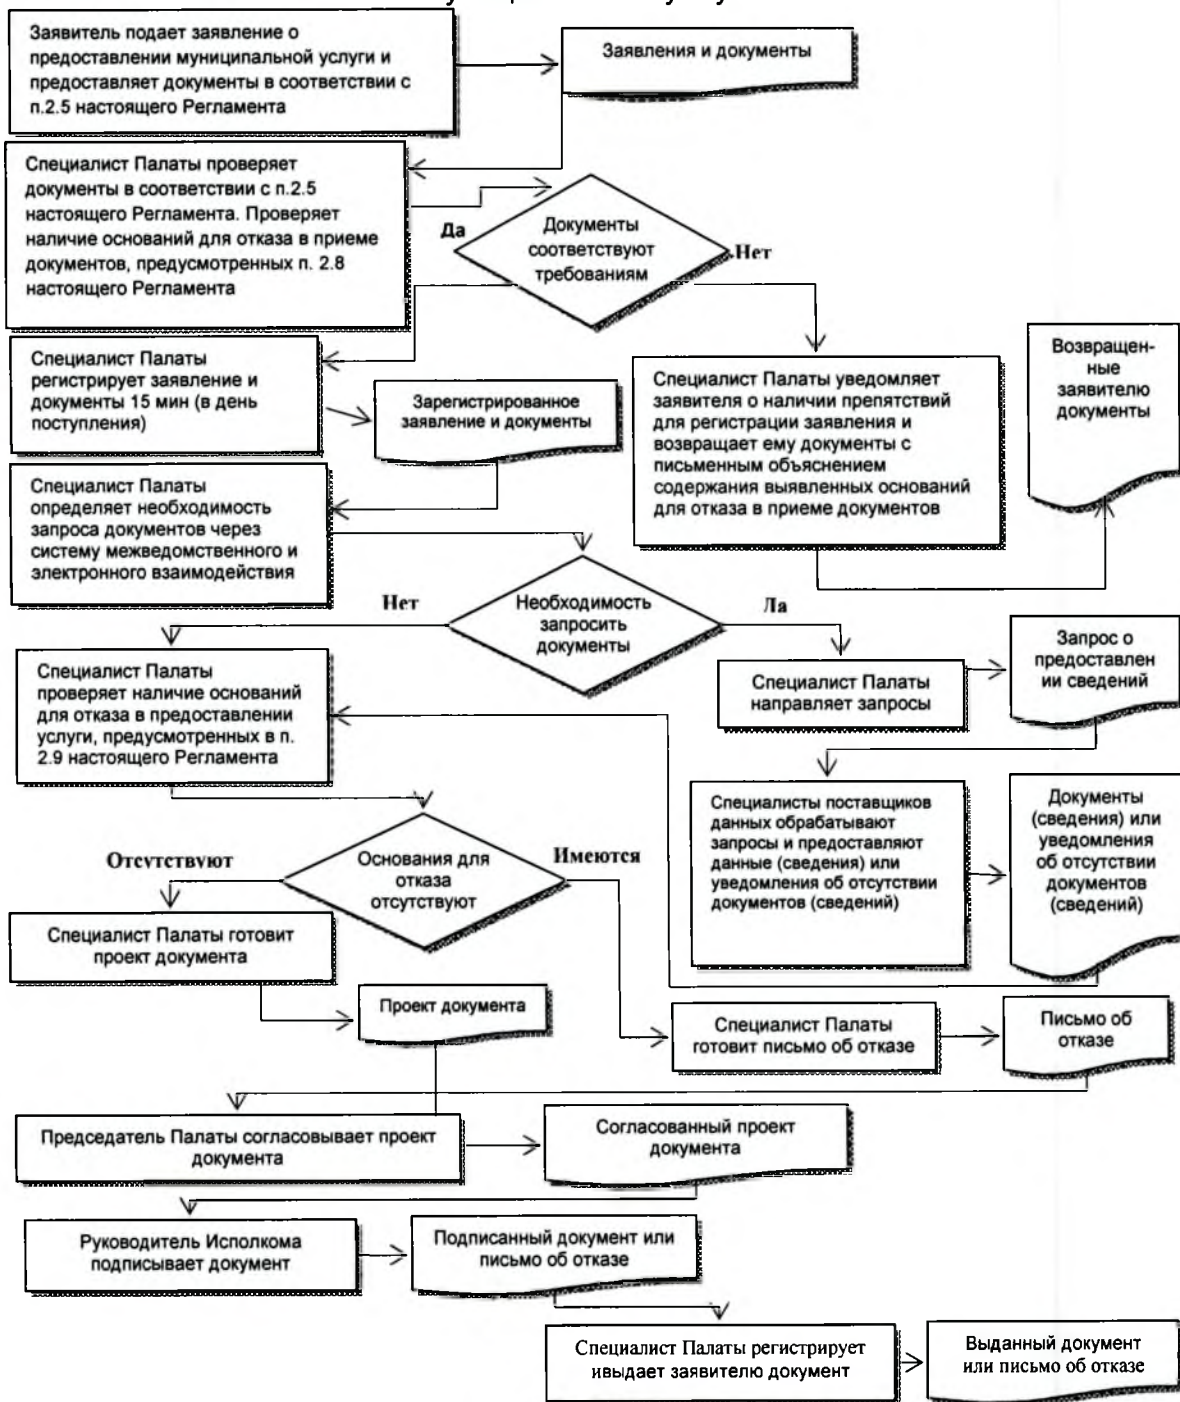 Заявитель подает заявление о
предоставлении муниципальной услуги и
предоставляет документы в соответствии с
п.2.5 настоящего Регламента
Заявления и документы
Специалист Палаты проверяет
документы в соответствии с п.2.5
настоящего Регламента. Проверяет
наличие оснований для отказа в приеме
документов, предусмотренных п. 2.8
настоящего Регламента
Да
Документы
соответствуют
требованиям
Нет
Специалист Палаты
регистрирует заявление и
документы 15 мин (в день
поступления)
Зарегистрированное
заявление и документы
Специалист Палаты уведомляет
заявителя о наличии препятствий
для регистрации заявления и
возвращает ему документы с
письменным объяснением
содержания выявленных оснований
для отказа в приеме документов
Возвращен-
ные
заявителю
документы
Специалист Палаты
определяет необходимость
запроса документов через
систему межведомственного и
электронного взаимодействия
Нет
Необходимость
запросить
документы
Да
Специалист Палаты
проверяет наличие оснований
для отказа в предоставлении
услуги, предусмотренных в п.
2.9 настоящего Регламента
Специалист Палаты
направляет запросы
Запрос о
предоставлен
ии сведений
Специалисты поставщиков
данных обрабатывают
запросы и предоставляют
данные (сведения) или
уведомления об отсутствии
документов (сведений)
Документы
(сведения) или
уведомления
об отсутствии
документов
(сведений)
Отсутствуют
Основания для
отказа
отсутствуют
Имеются
Специалист Палаты готовит
проект документа
Проект документа
Специалист Палаты
готовит письмо об отказе
Письмо об
отказе
Председатель Палаты согласовывает проект
документа
Согласованный проект
документа
Руководитель Исполкома
подписывает документ
Подписанный документ или
письмо об отказе
Специалист Палаты регистрирует
ивыдает заявителю документ
Выданный документ
или письмо об отказе